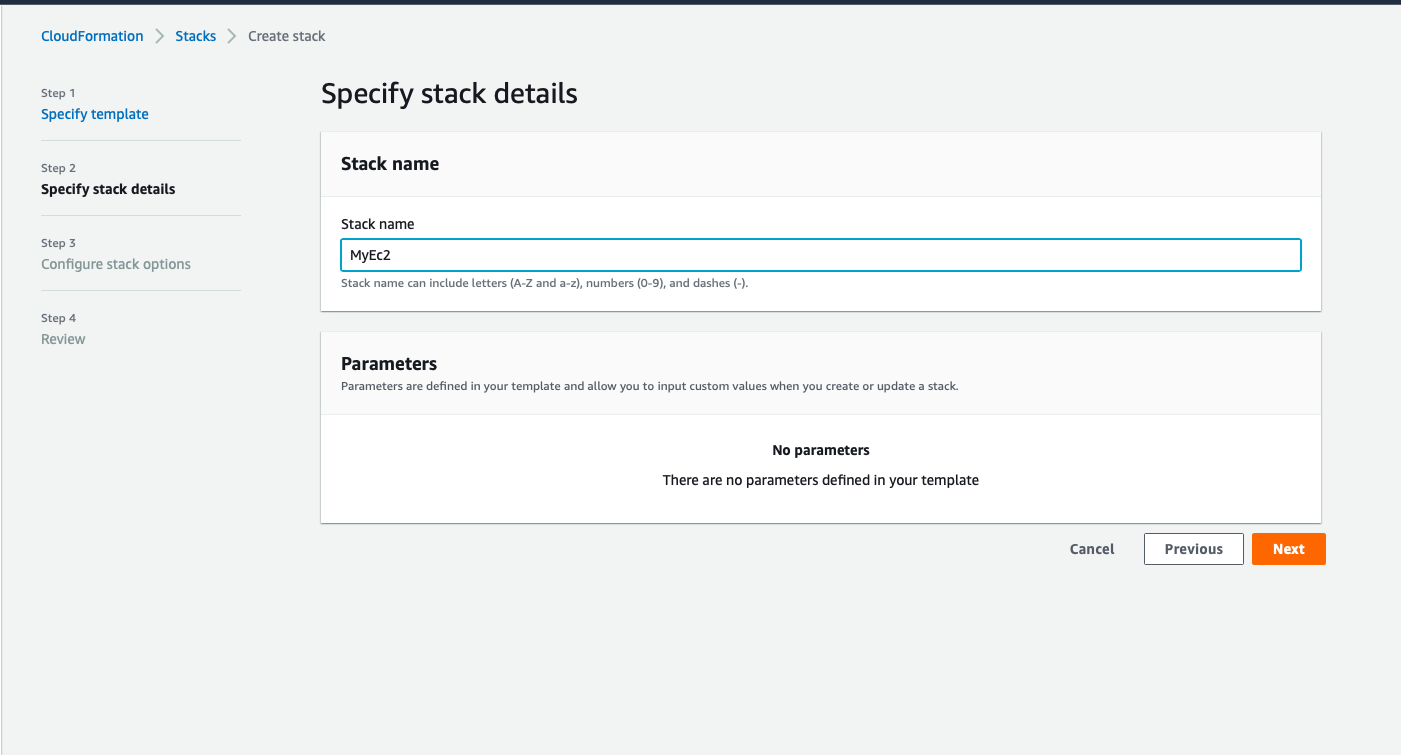 CloudFormation > Stacks > Create stack
Step 1
Specify template
Step 2
Specify stack details
Step 3
Configure stack options
Step 4
Review
Specify stack details
Stack name
Stack name
MyEc2
Stack name can include letters (A-Z and a-z), numbers (0-9), and dashes (-).
Parameters
Parameters are defined in your template and allow you to input custom values when you create or update a stack.
No parameters
There are no parameters defined in your template
Cancel Previous Next